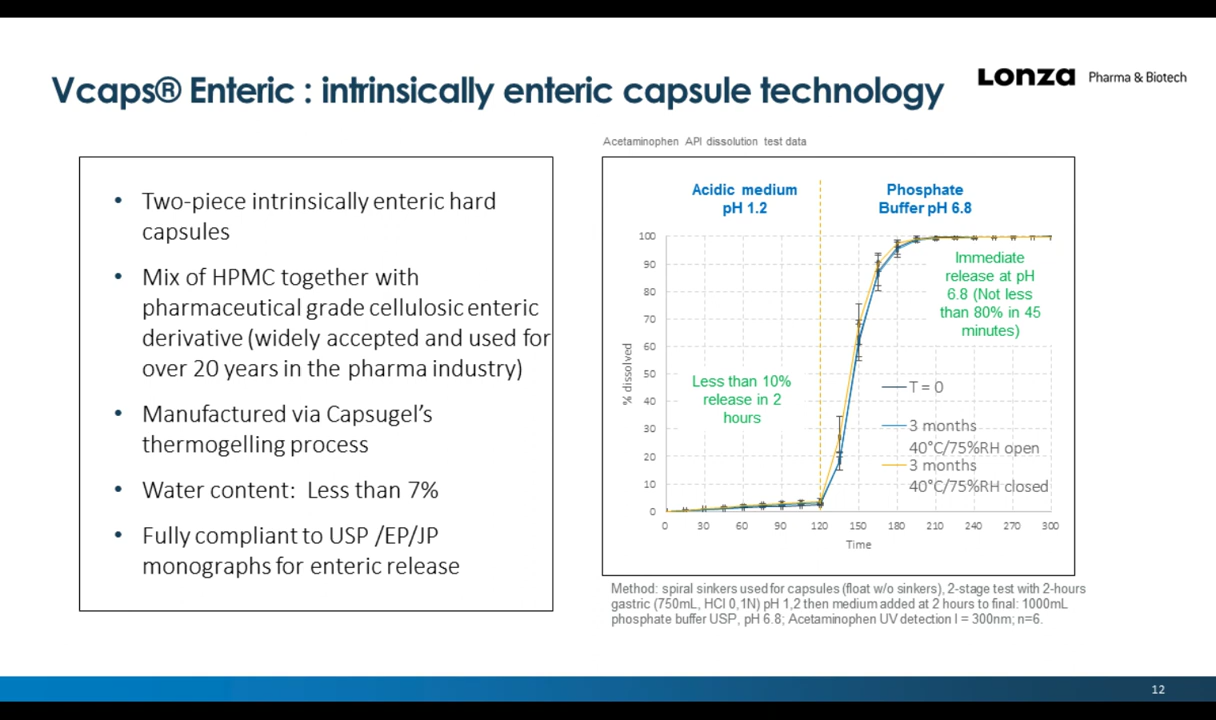 Vcaps® Enteric : intrinsically enteric capsule technology
Lonza Pharma & Biotech
• Two-piece intrinsically enteric hard
capsules
• Mix of HPMC together with
pharmaceutical grade cellulosic enteric
derivative (widely accepted and used for
over 20 years in the pharma industry)
• Manufactured via Capsugel’s
thermogelling process
• Water content: Less than 7%
• Fully compliant to USP /EP/JP
monographs for enteric release
Acetaminophen API dissolution test data
Acidic medium
pH 1.2
Phosphate
Buffer pH 6.8
100
90
80
70
60
50
40
30
20
10
0
% dissolved
Less than 10%
release in 2
hours
Immediate
release at pH
6.8 (Not less
than 80% in 45
minutes)
T = 0
3 months
40°C/75%RH open
3 months
40°C/75%RH closed
0 30 60 90 120 150 180 210 240 270 300
Time
Method: spiral sinkers used for capsules (float w/o sinkers), 2-stage test with 2-hours
gastric (750mL, HCl 0,1N) pH 1,2 then medium added at 2 hours to final: 1000mL
phosphate buffer USP, pH 6.8; Acetaminophen UV detection l = 300nm; n=6.
12